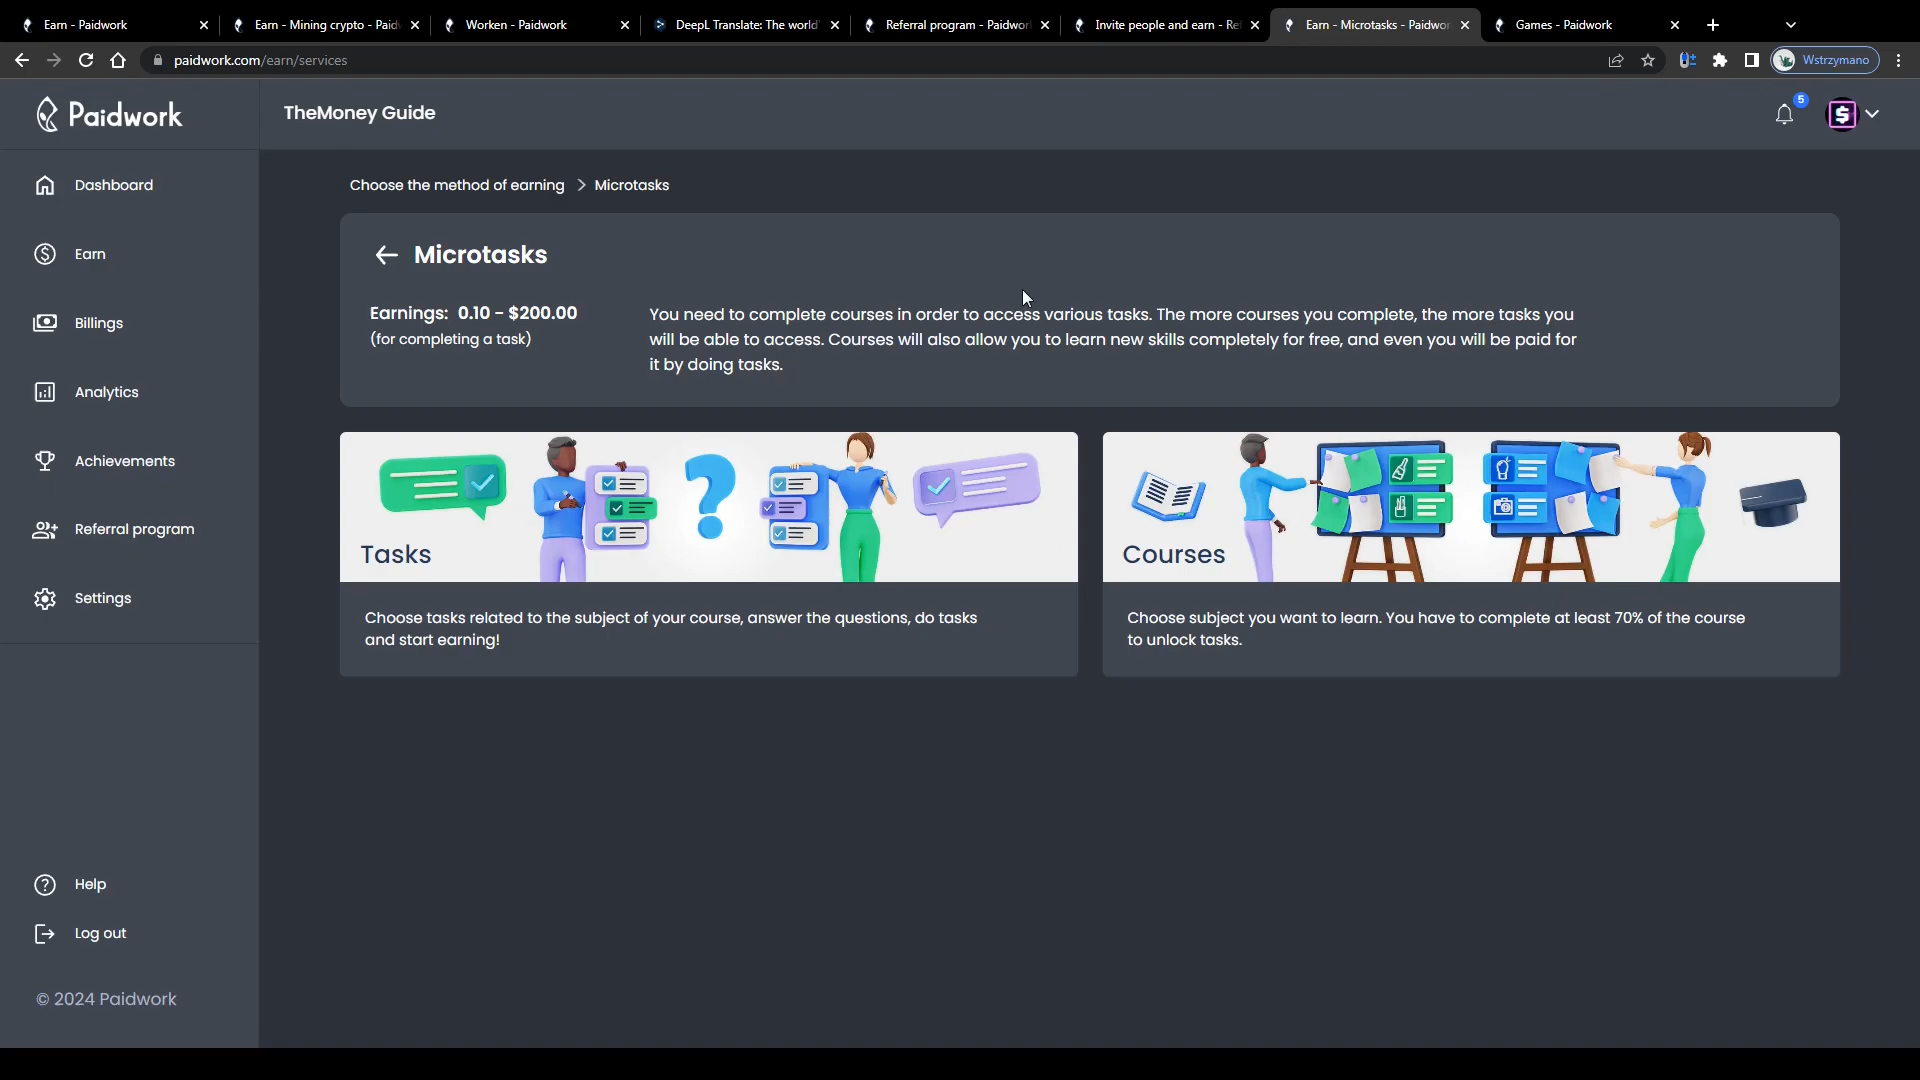 Earn - Paidwork
Earn - Mining crypto - Paid
Worken - Paidwork
DeepL Translate: The world
Referral program - Paidwor
Invite people and earn - Re
Earn - Microtasks - Paidwor
Games - Paidwork
paidwork.com/earn/services
Wstrzymano
Paidwork
TheMoney Guide
5
$
Dashboard
Earn
Billings
Analytics
Achievements
Referral program
Settings
Help
Log out
© 2024 Paidwork
Choose the method of earning > Microtasks
Microtasks
Earnings: 0.10 - $200.00
(for completing a task)
You need to complete courses in order to access various tasks. The more courses you complete, the more tasks you
will be able to access. Courses will also allow you to learn new skills completely for free, and even you will be paid for
it by doing tasks.
?
Tasks
Choose tasks related to the subject of your course, answer the questions, do tasks
and start earning!
Courses
Choose subject you want to learn. You have to complete at least 70% of the course
to unlock tasks.